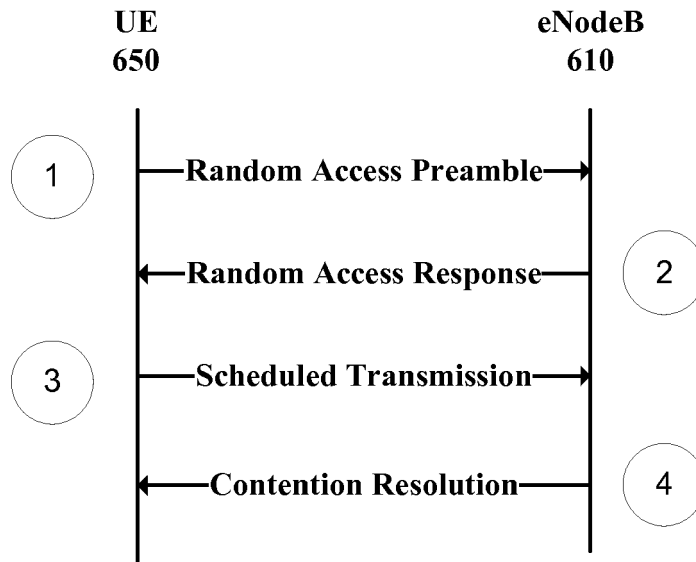 UE
650
eNodeB
610
1
Random Access Preamble
Random Access Response
2
3
Scheduled Transmission
Contention Resolution
4